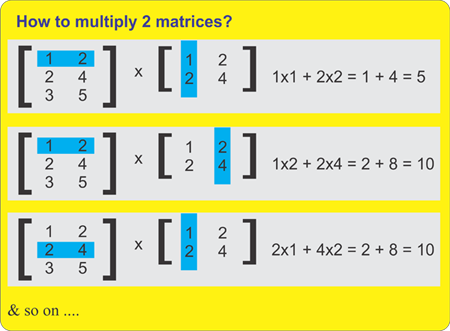 How to multiply 2 matrices?
1 2
2 4
3 5
x
1 2
2 4
1x1 + 2x2 = 1 + 4 = 5
1 2
2 4
3 5
x
1 2
2 4
1x2 + 2x4 = 2 + 8 = 10
1 2
2 4
3 5
x
1 2
2 4
2x1 + 4x2 = 2 + 8 = 10
& so on ....